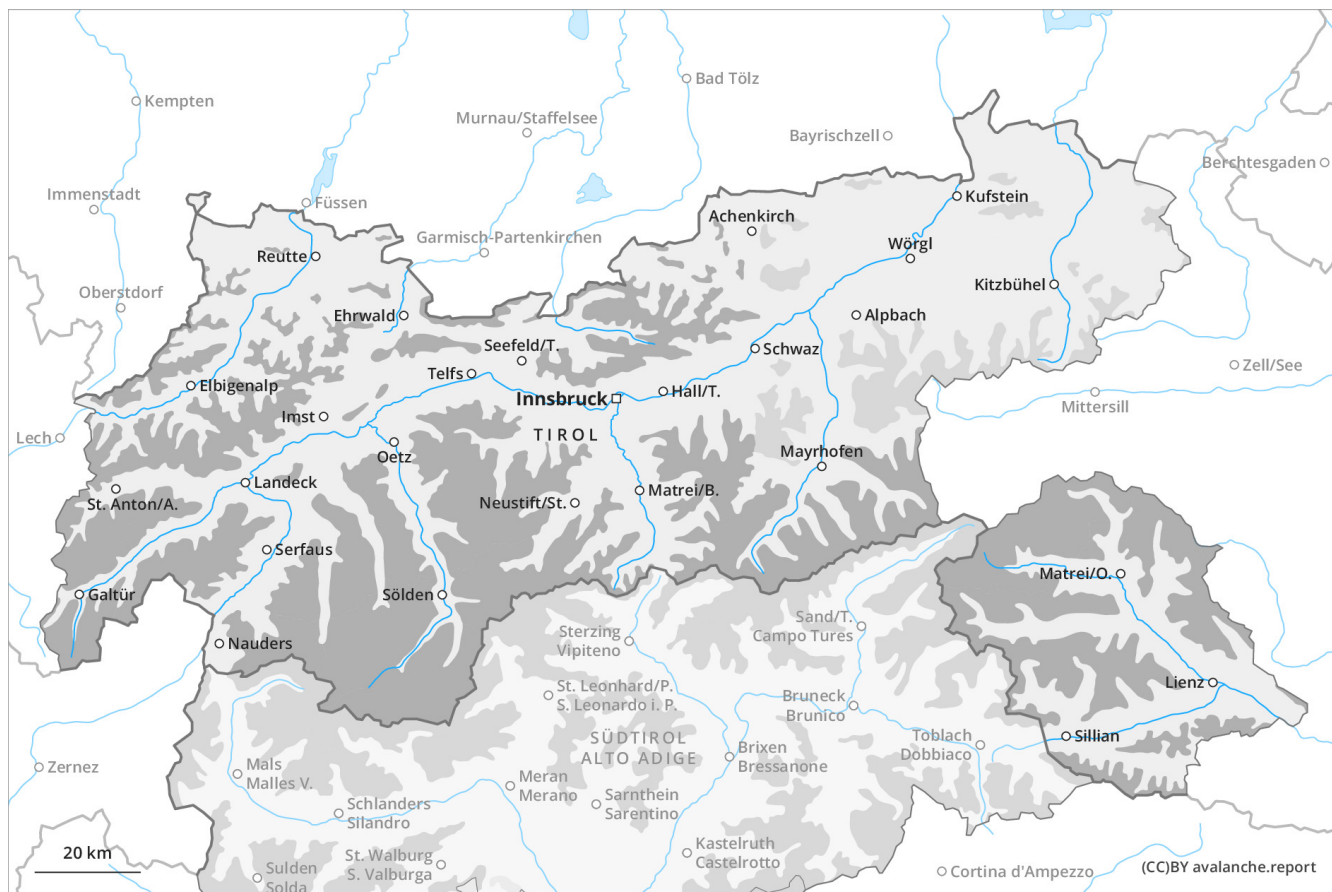 Bad Tölz
Kempten
Murnau/Staffelsee
Bayrischzell
Berchtesgaden
Immenstadt
Füssen
Kufstein
Achenkirch
Garmisch-Partenkirchen
Wörgl
Reutte
Kitzbühel
Oberstdorf
Ehrwald
Alpbach
Seefeld/T.
Schwaz
Zell/See
Telfs
Elbigenalp
Hall/T.
Innsbruck
Mittersill
Imst
TIROL
Lech
Oetz
Mayrhofen
Landeck
Matrei/B.
St. Anton/A.
Neustift/St.
Serfaus
Matrei/O.
Galtür
Sölden
Sand/T.
Campo Tures
Sterzing
Vipiteno
Nauders
Lienz
St. Leonhard/P.
S. Leonardo i. P.
Bruneck
Brunico
SÜDTIROL
ALTO ADIGE
Toblach
Dobbiaco
Sillian
Brixen
Bressanone
Zernez
Mals
Malles V.
Meran
Merano
Sarnthein
Sarentino
Schlanders
Silandro
20 km
Kastelruth
Castelrotto
St. Walburg
S. Valburga
Sulden
Solda
Cortina d'Ampezzo
(CC)BY avalanche.report